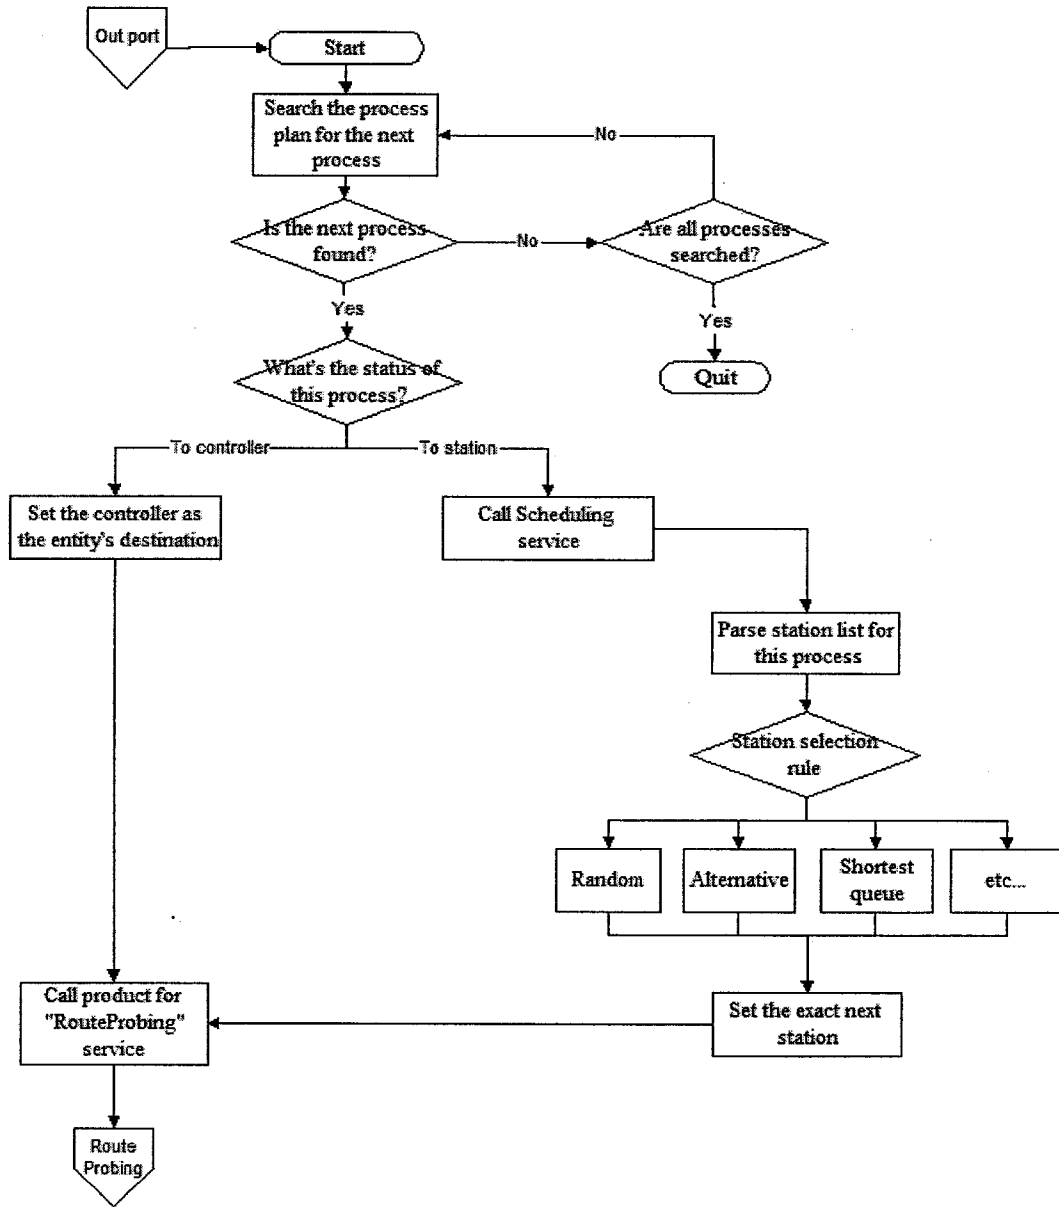 Out port
Start
Search the process
plan for the next
process
No
Is the next process
found?
No
Are all processes
searched?
Yes
Yes
What's the status of
this process?
Quit
To controller
To station
Set the controller as
the entity's destination
Call Scheduling
service
Parse station list for
this process
Station selection
rule
Random
Alternative
Shortest
queue
etc...
Call product for
"RouteProbing"
service
Set the exact next
station
Route
Probing